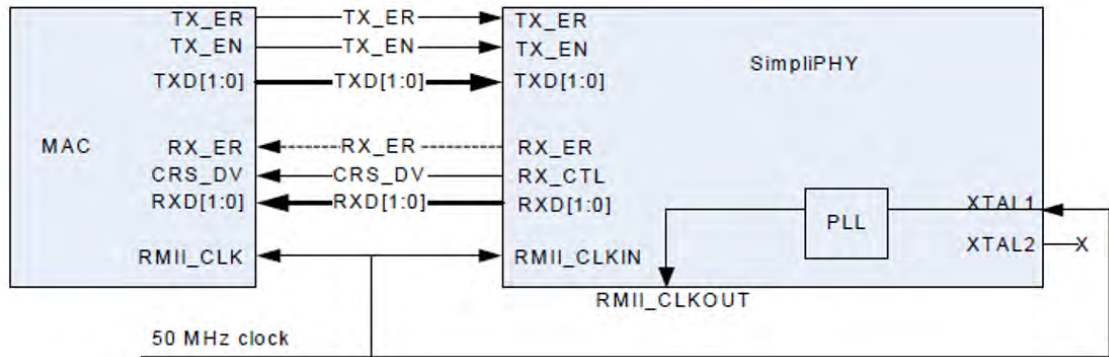 TX_ER TX_ER TX_ER
TX_EN TX_EN TX_EN
TXD[1:0] TXD[1:0] TXD[1:0]
SimpliPHY
MAC
RX_ER RX_ER RX_ER
CRS_DV CRS_DV RX_CTL
RXD[1:0] RXD[1:0] RXD[1:0]
PLL
XTAL1
XTAL2 X
RMII_CLK RMII_CLKIN
RMII_CLKOUT
50 MHz clock